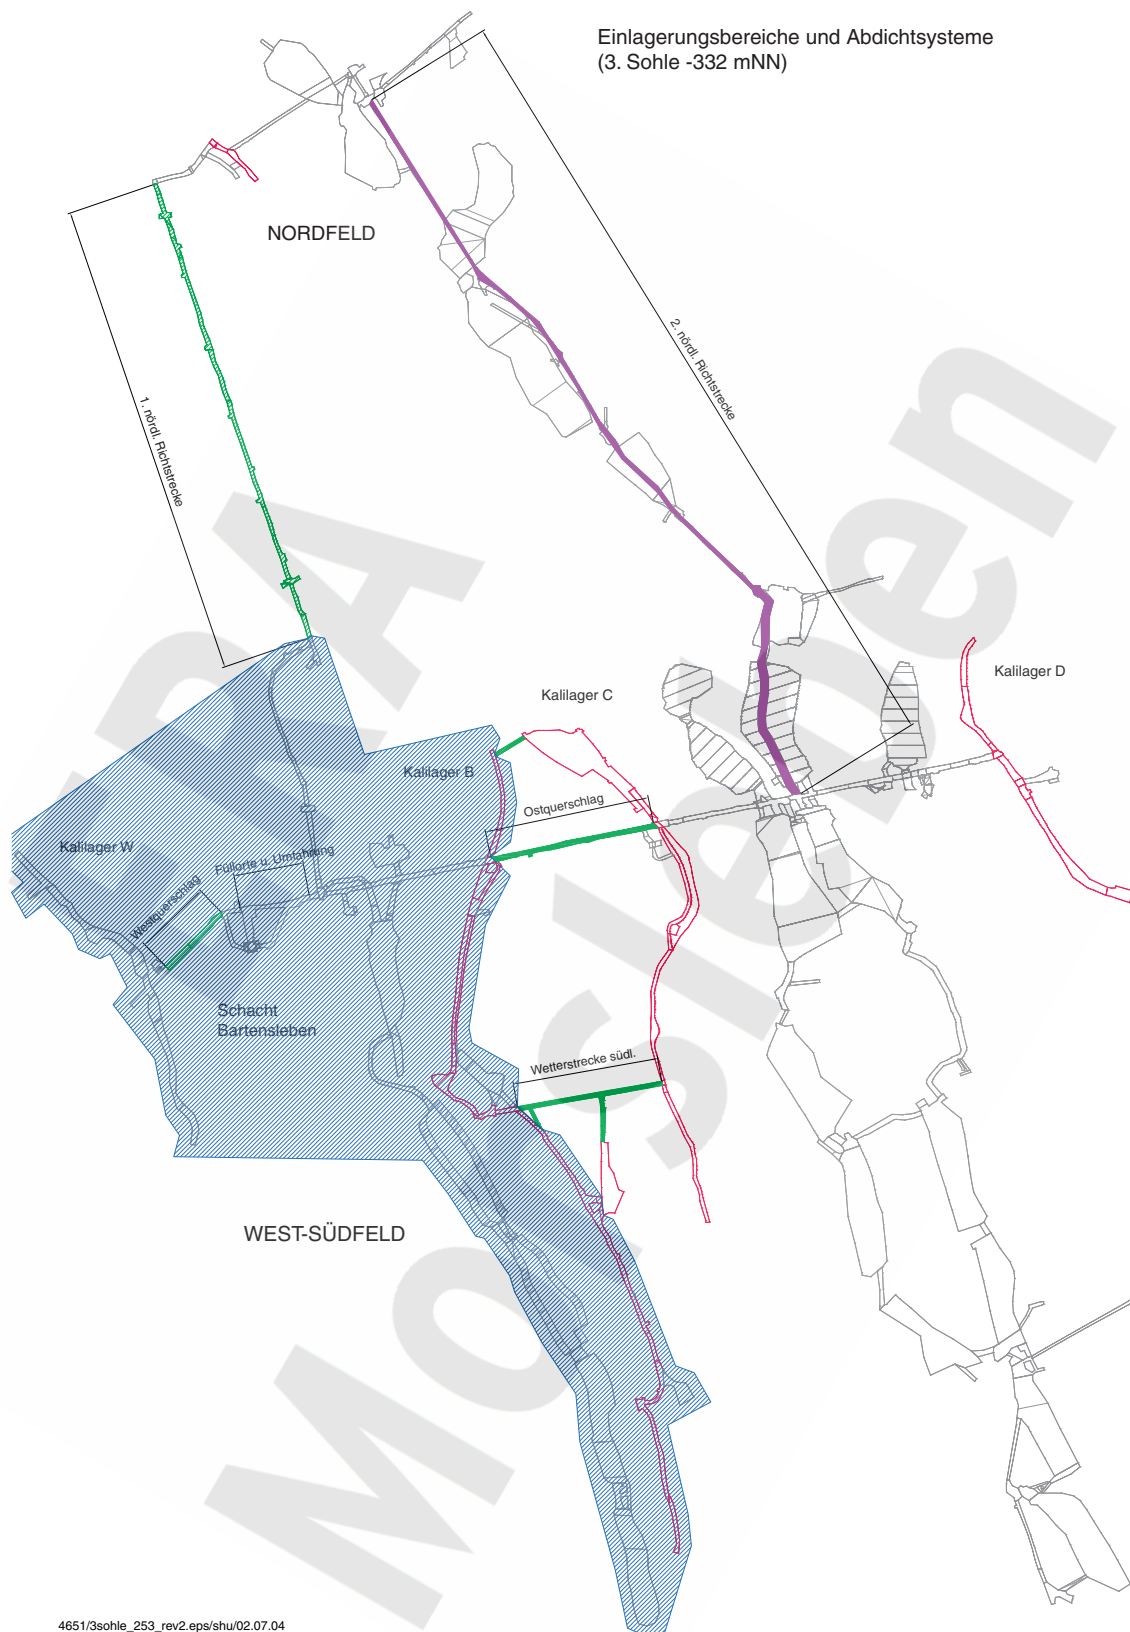 Einlagerungsbereiche und Abdichtsysteme
(3. Sohle -332 mNN)
NORDFELD
1. nördl. Richtstrecke
2. nördl. Richtstrecke
Kalilager D
Kalilager C
Kalilager B
Ostquerschlag
Kalilager W
Füllorte u. Umfahrung
Westquerschlag
Schacht
Bartensleben
Wetterstrecke südl.
WEST-SÜDFELD
ERA
Morsleben
4651/3sohle_253_rev2.eps/shu/02.07.04